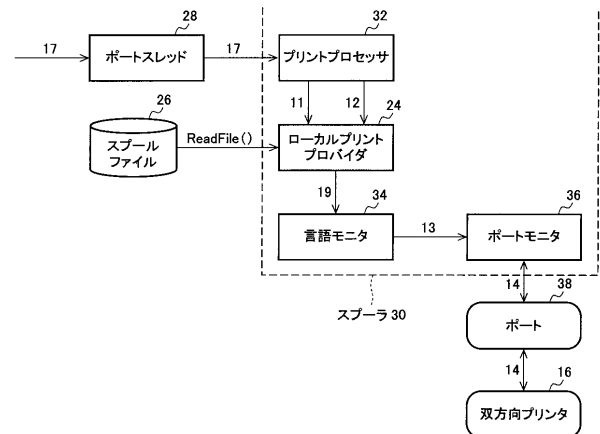 28
17
ポートスレッド
17
32
プリントプロセッサ
11
12
26
スプール
ファイル
ReadFile()
24
ローカルプリント
プロバイダ
19
34
言語モニタ
13
36
ポートモニタ
スプーラ30
14
38
ポート
14
16
双方向プリンタ